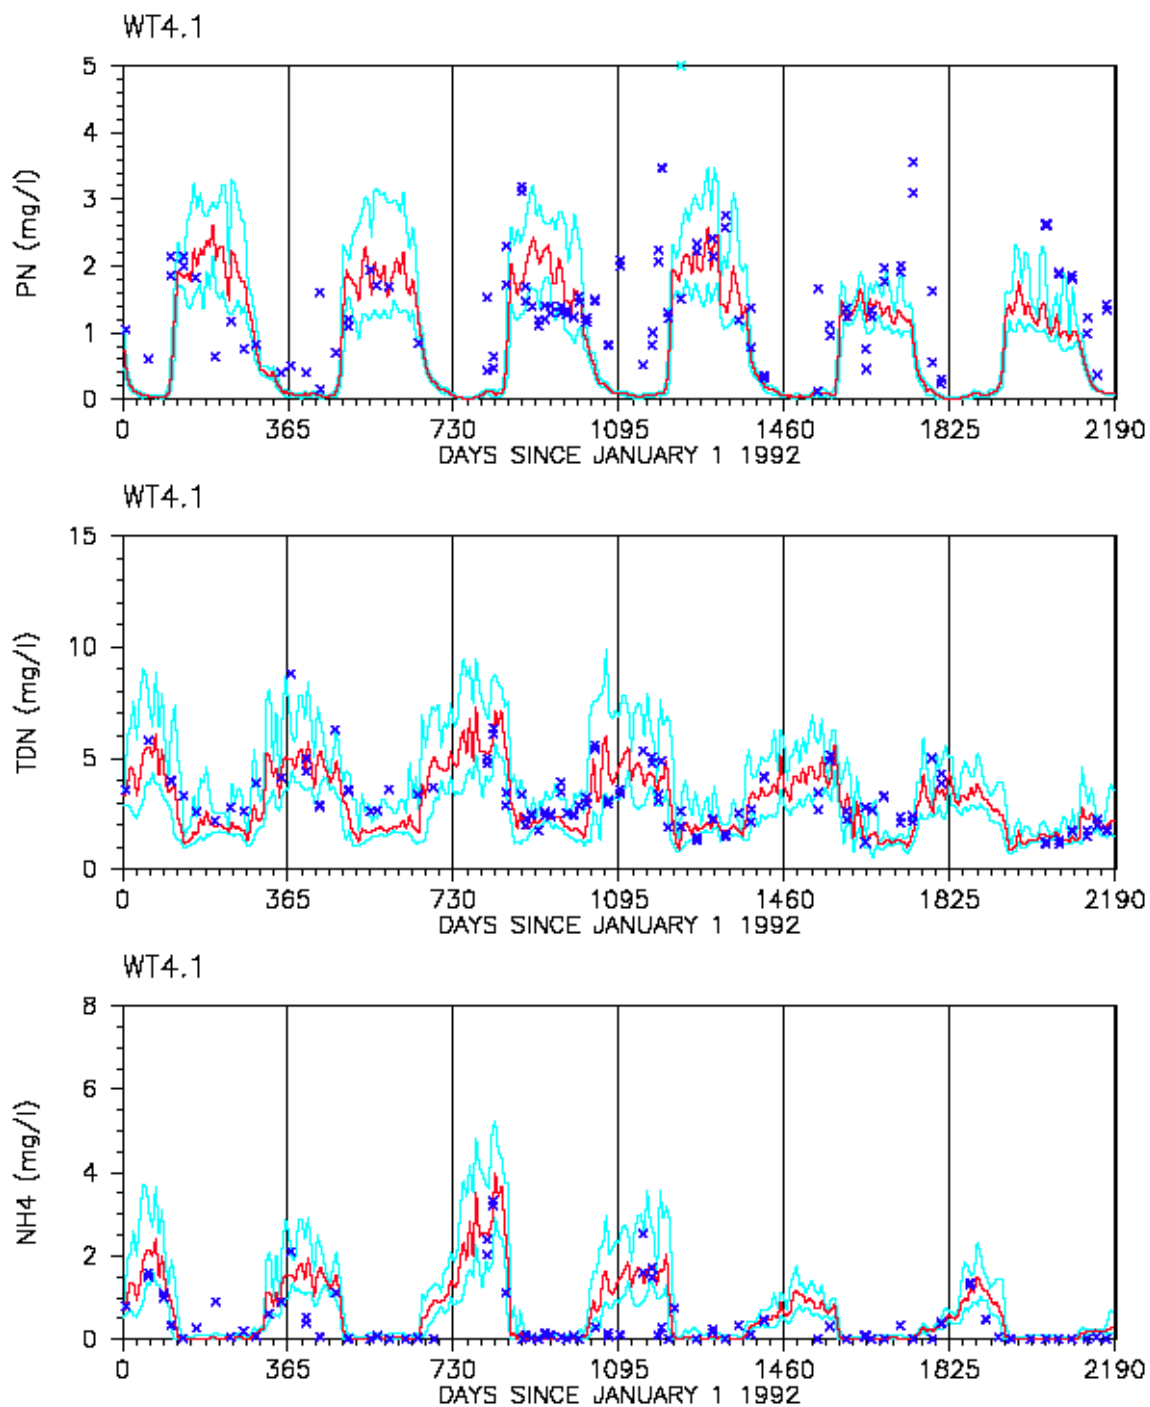 WT4.1
5
4
3
2
1
0
PN (mg/l)
0 365 730 1095 1460 1825 2190
DAYS SINCE JANUARY 1 1992
WT4.1
15
10
5
0
TDN (mg/l)
0 365 730 1095 1460 1825 2190
DAYS SINCE JANUARY 1 1992
WT4.1
8
6
4
2
0
NH4 (mg/l)
0 365 730 1095 1460 1825 2190
DAYS SINCE JANUARY 1 1992